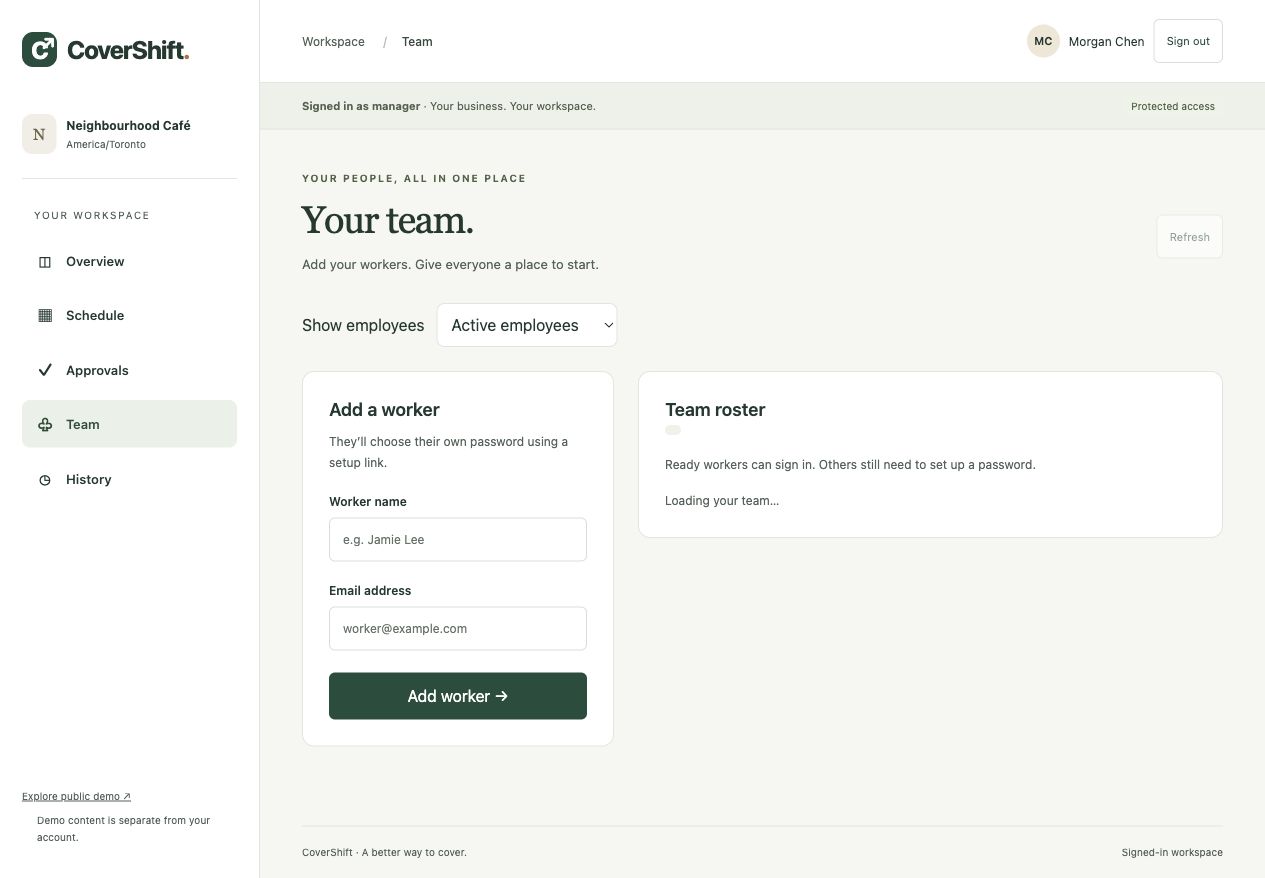 CoverShift.
N
Neighbourhood Café
America/Toronto
YOUR WORKSPACE
Overview
Schedule
Approvals
Team
History
Explore public demo ↗
Demo content is separate from your
account.
Workspace / Team
MC Morgan Chen Sign out
Signed in as manager · Your business. Your workspace.
Protected access
YOUR PEOPLE, ALL IN ONE PLACE
Your team.
Add your workers. Give everyone a place to start.
Refresh
Show employees Active employees
Add a worker
They'll choose their own password using a
setup link.
Worker name
e.g. Jamie Lee
Email address
worker@example.com
Add worker →
Team roster
Ready workers can sign in. Others still need to set up a password.
Loading your team...
CoverShift · A better way to cover.
Signed-in workspace